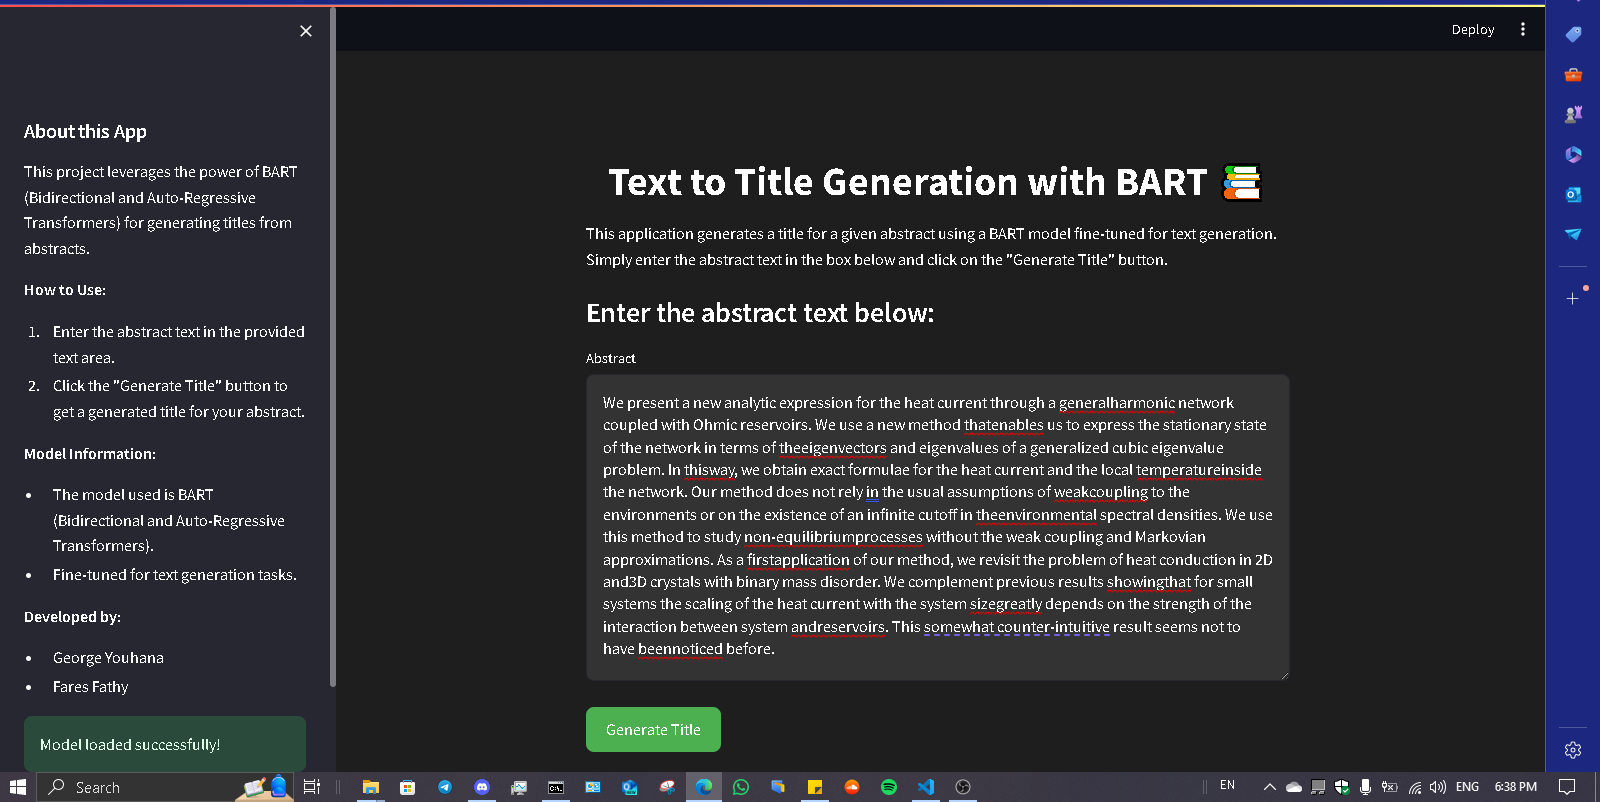 Deploy
About this App
This project leverages the power of BART
(Bidirectional and Auto-Regressive
Transformers) for generating titles from
abstracts.
How to Use:
1. Enter the abstract text in the provided
text area.
2. Click the "Generate Title" button to
get a generated title for your abstract.
Model Information:
• The model used is BART
(Bidirectional and Auto-Regressive
Transformers).
• Fine-tuned for text generation tasks.
Developed by:
• George Youhana
• Fares Fathy
Model loaded successfully!
Text to Title Generation with BART 📚
This application generates a title for a given abstract using a BART model fine-tuned for text generation.
Simply enter the abstract text in the box below and click on the "Generate Title" button.
Enter the abstract text below:
Abstract
We present a new analytic expression for the heat current through a generalharmonic network
coupled with Ohmic reservoirs. We use a new method thatenables us to express the stationary state
of the network in terms of theeigenvectors and eigenvalues of a generalized cubic eigenvalue
problem. In thisway, we obtain exact formulae for the heat current and the local temperatureinside
the network. Our method does not rely in the usual assumptions of weakcoupling to the
environments or on the existence of an infinite cutoff in theenvironmental spectral densities. We use
this method to study non-equilibriumprocesses without the weak coupling and Markovian
approximations. As a firstapplication of our method, we revisit the problem of heat conduction in 2D
and3D crystals with binary mass disorder. We complement previous results showingthat for small
systems the scaling of the heat current with the system sizegreatly depends on the strength of the
interaction between system andreservoirs. This somewhat counter-intuitive result seems not to
have beennoticed before.
Generate Title
Search
EN
ENG
6:38 PM